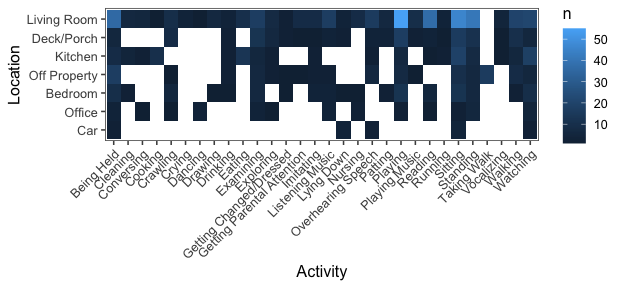 n
Living Room
Deck/Porch
Kitchen
Off Property
Bedroom
Office
Car
Location
50
40
30
20
10
Being Held
Cleaning
Conversing
Cooking
Crawling
Crying
Dancing
Drawing
Drinking
Eating
Examining
Exploring
Getting Changed/Dressed
Getting Parental Attention
Imitating
Listening Music
Lying Down
Nursing
Overhearing Speech
Pating
Playing
Playing Music
Reading
Running
Sitting
Standing
Taking Walk
Vocalizing
Walking
Watching
Activity